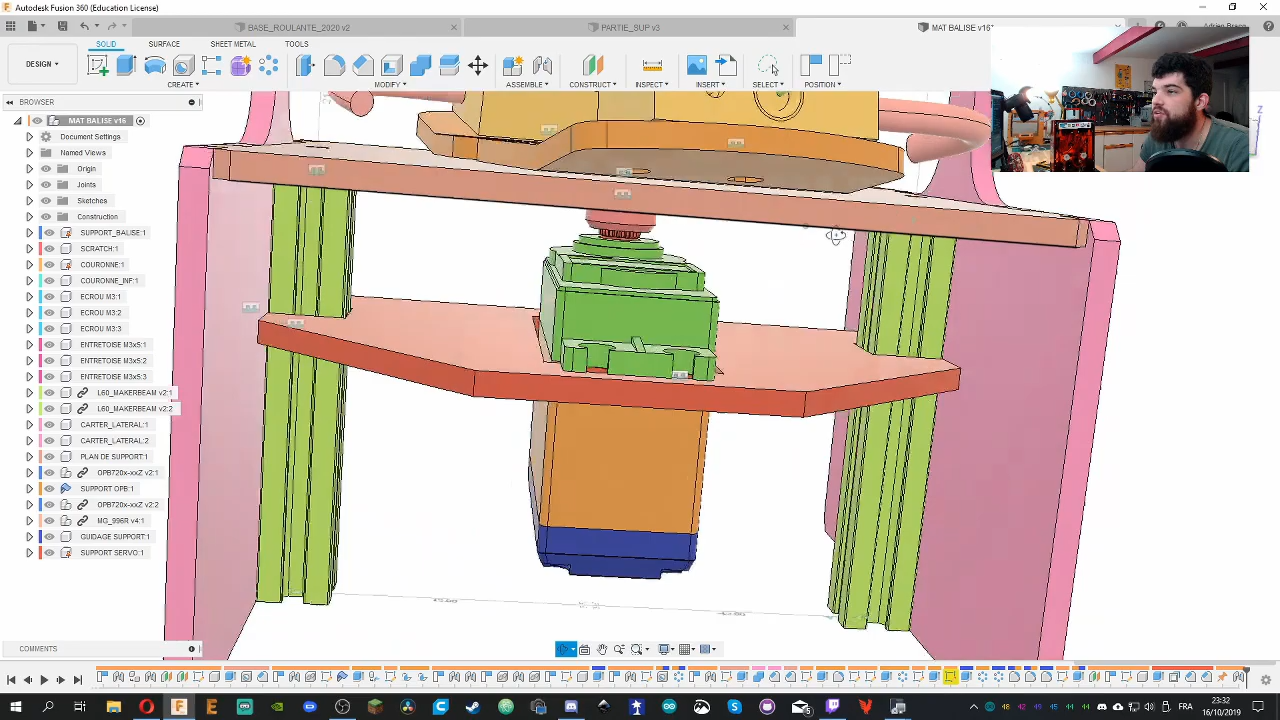 Autodesk Fusion 360 (Education License)
BASE_ROULANTE_2020 v2
PARTIE_SUP v3
MAT BALISE v16*
SOLID SURFACE SHEET METAL TOOLS
DESIGN
CREATE MODIFY ASSEMBLE CONSTRUCT INSPECT INSERT SELECT POSITION
BROWSER
MAT BALISE v16
Document Settings
Named Views
Origin
Joints
Sketches
Construction
SUPPORT_BALISE:1
SCRATCH:1
COURONNE:1
COURONNE_INF:1
ECROU M3:1
ECROU M3:2
ECROU M3:3
ENTRETOISE M3x5:1
ENTRETOISE M3x5:2
ENTRETOISE M3x5:3
L60_MAKERBEAM v2:1
L60_MAKERBEAM v2:2
CARTER_LATERAL:1
CARTER_LATERAL:2
PLAN DE SUPPORT:1
OPB720x-xxZ v2:1
SUPPORT OPB:1
OPB720x-xxZ v2:2
MG_996R v4:1
GUIDAGE SUPPORT:1
SUPPORT SERVO:1
COMMENTS
FRA
23:32
16/10/2019